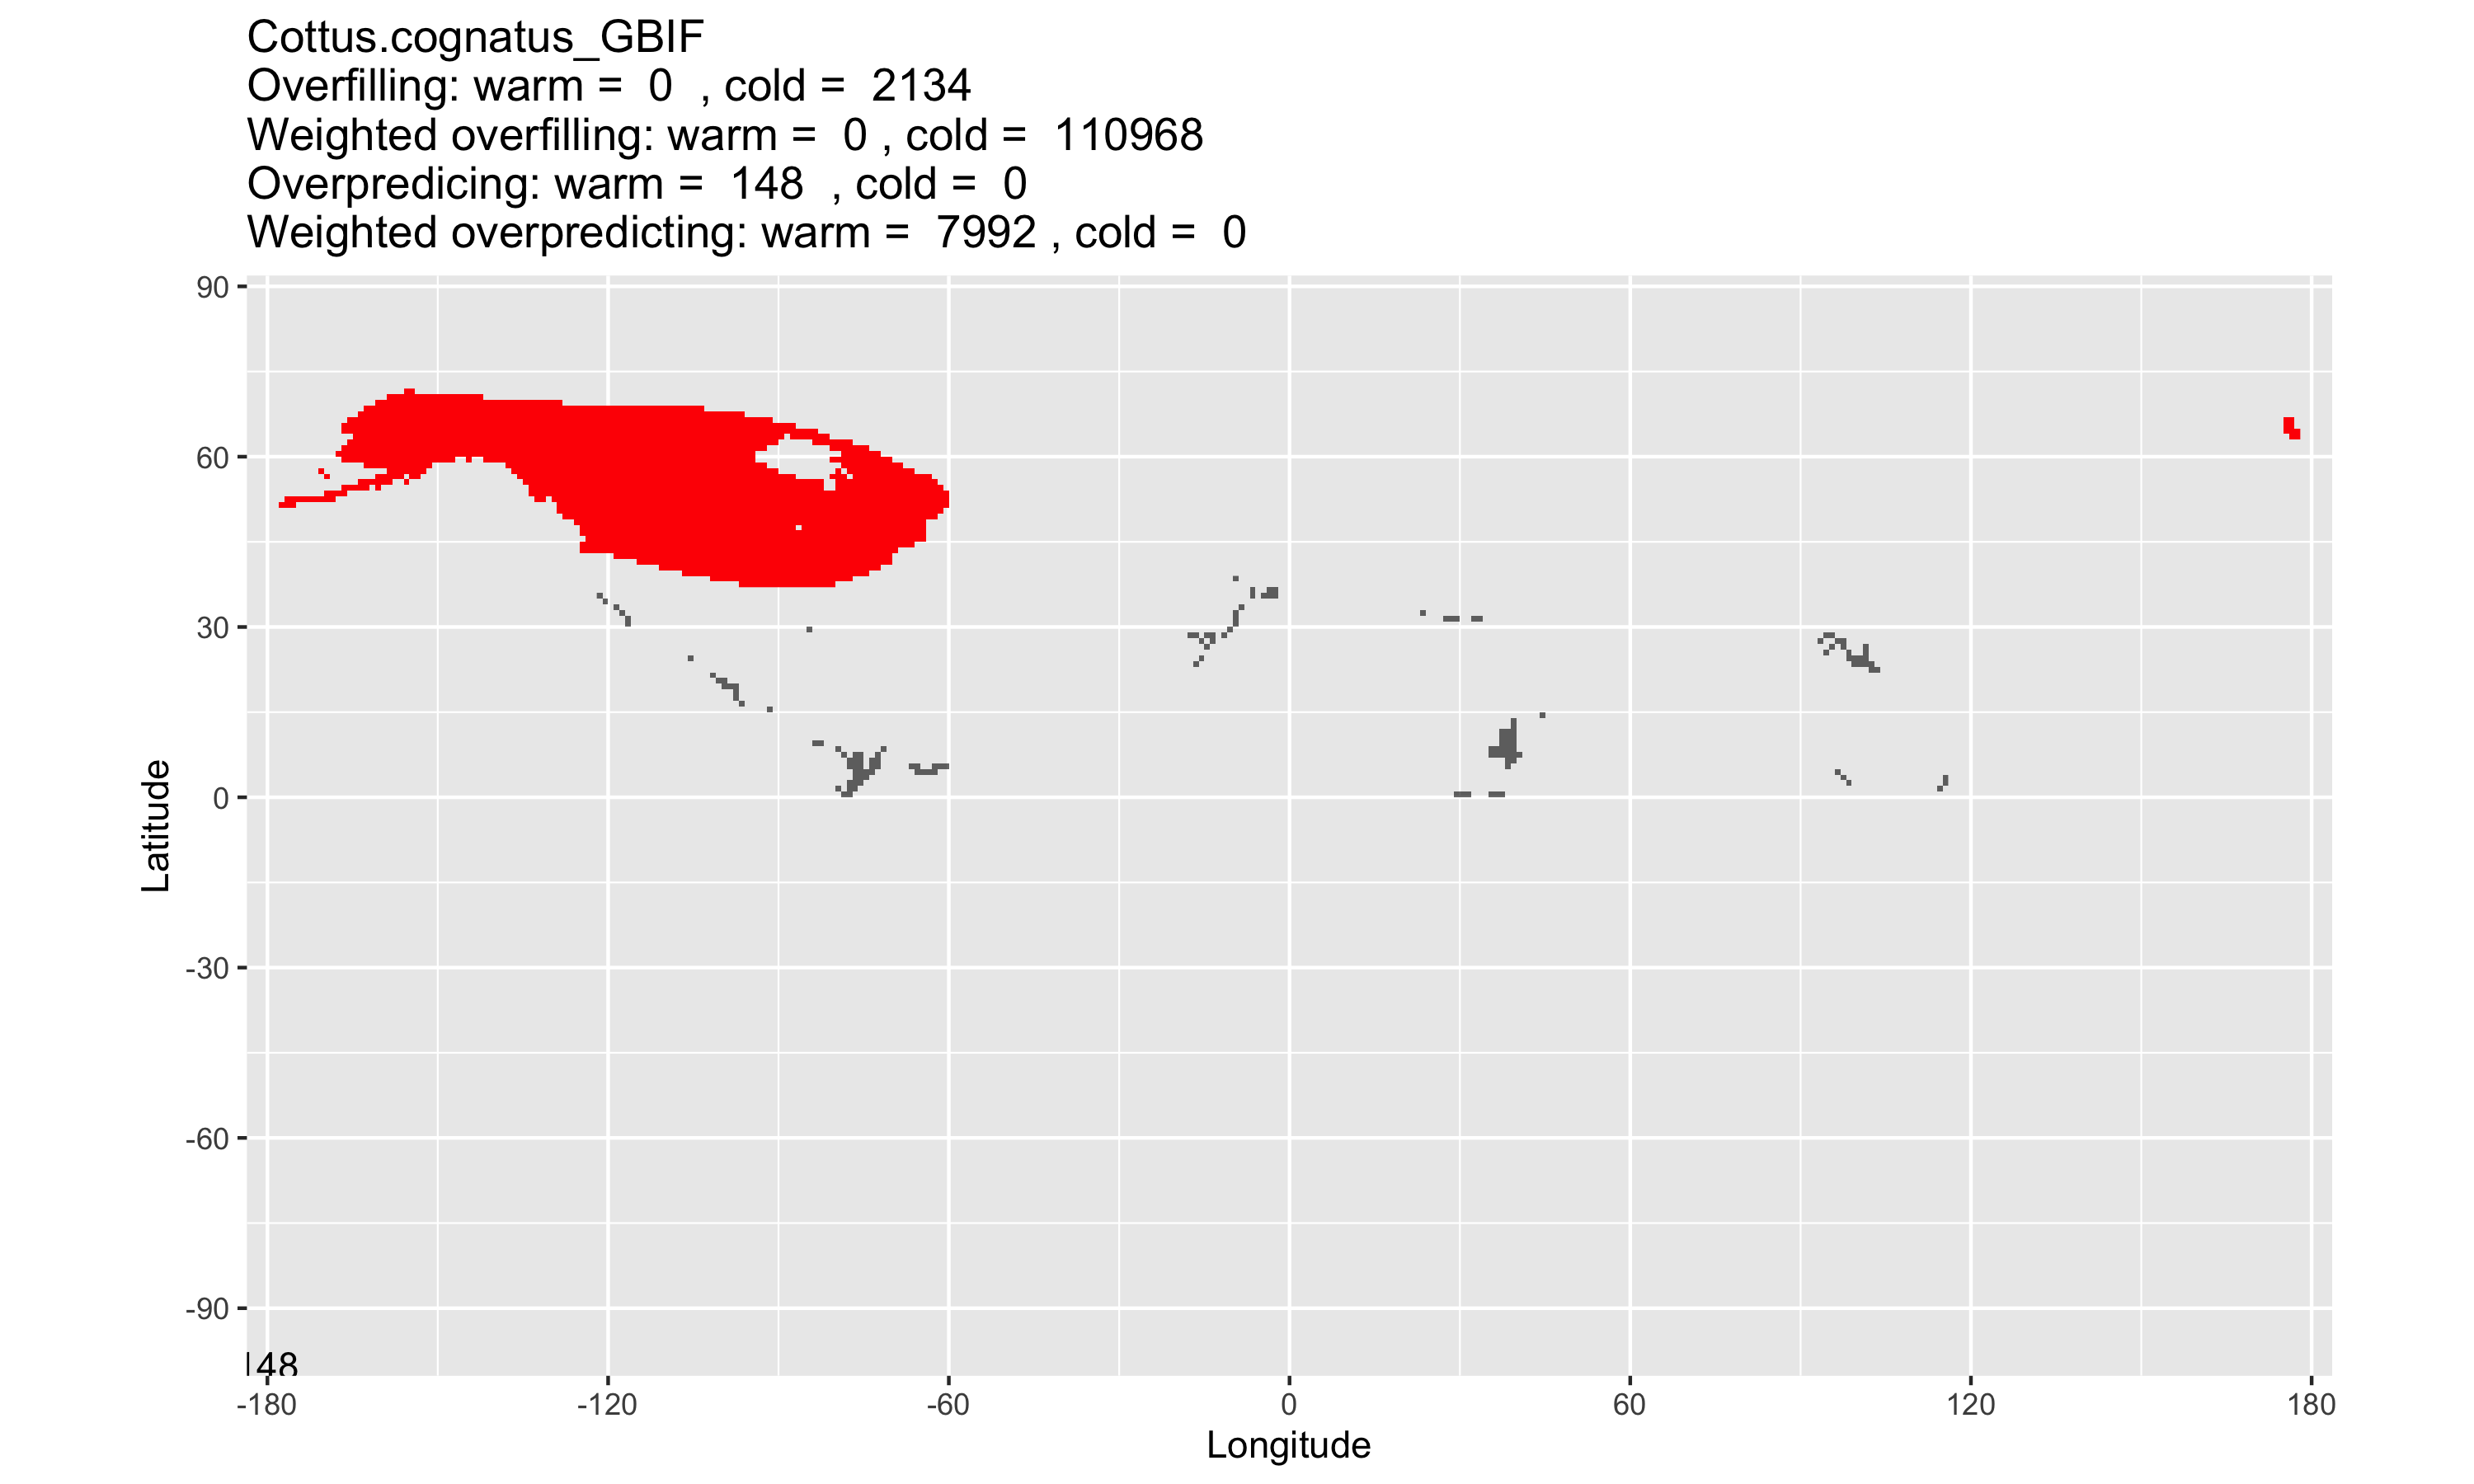 Cottus.cognatus_GBIF
Overfilling: warm = 0 , cold = 2134
Weighted overfilling: warm = 0 , cold = 110968
Overpredicing: warm = 148 , cold = 0
Weighted overpredicting: warm = 7992 , cold = 0
90
60
30
0
-30
-60
-90
Latitude
48
-180 -120 -60 0 60 120 180
Longitude